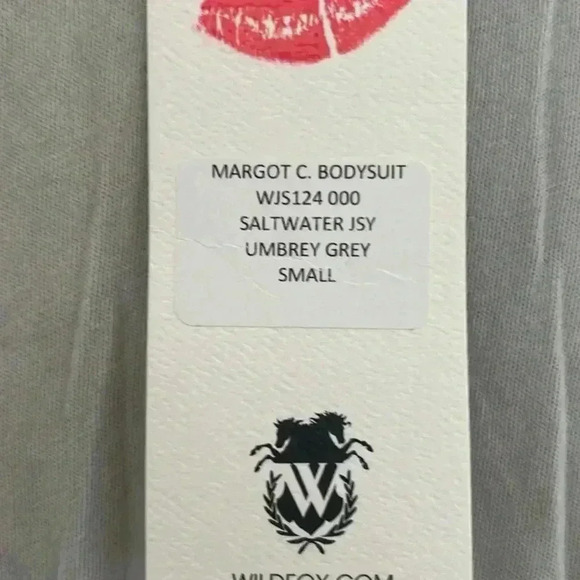 MARGOT C. BODYSUIT
WJS124 000
SALTWATER JSY
UMBREY GREY
SMALL
W
WILDFOX.COM